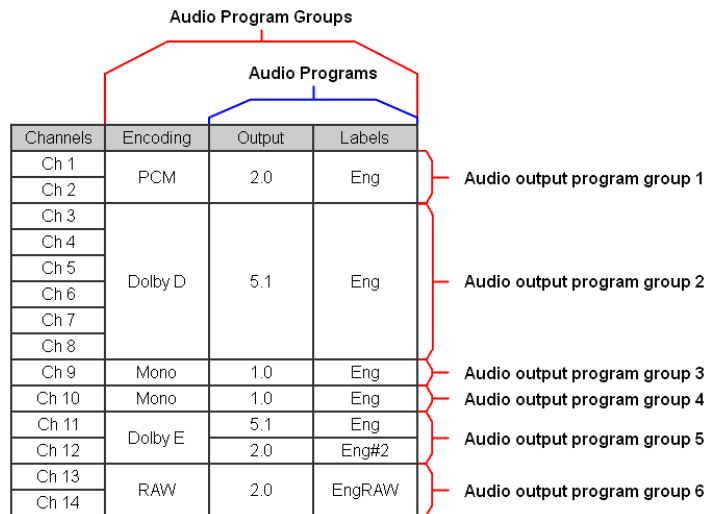 Audio Program Groups
Audio Programs
Channels Encoding Output Labels
Ch 1
PCM 2.0 Eng Audio output program group 1
Ch 2
Ch 3
Ch 4
Ch 5
Dolby D 5.1 Eng Audio output program group 2
Ch 6
Ch 7
Ch 8
Ch 9 Mono 1.0 Eng Audio output program group 3
Ch 10 Mono 1.0 Eng Audio output program group 4
Ch 11 5.1 Eng
Dolby E Audio output program group 5
Ch 12 2.0 Eng#2
Ch 13
RAW 2.0 EngRAW Audio output program group 6
Ch 14